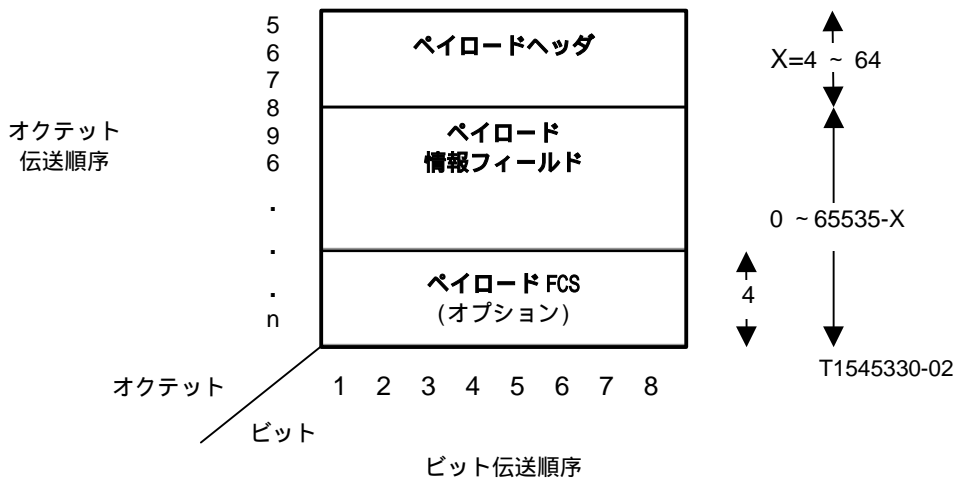 5
6
7
8
9
6
.
.
.
n
オクテット
伝送順序
ペイロードヘッダ
ペイロード
情報フィールド
ペイロード FCS
(オプション)
X=4 ~ 64
0 ~65535-X
4
T1545330-02
オクテット
1 2 3 4 5 6 7 8
ビット
ビット伝送順序